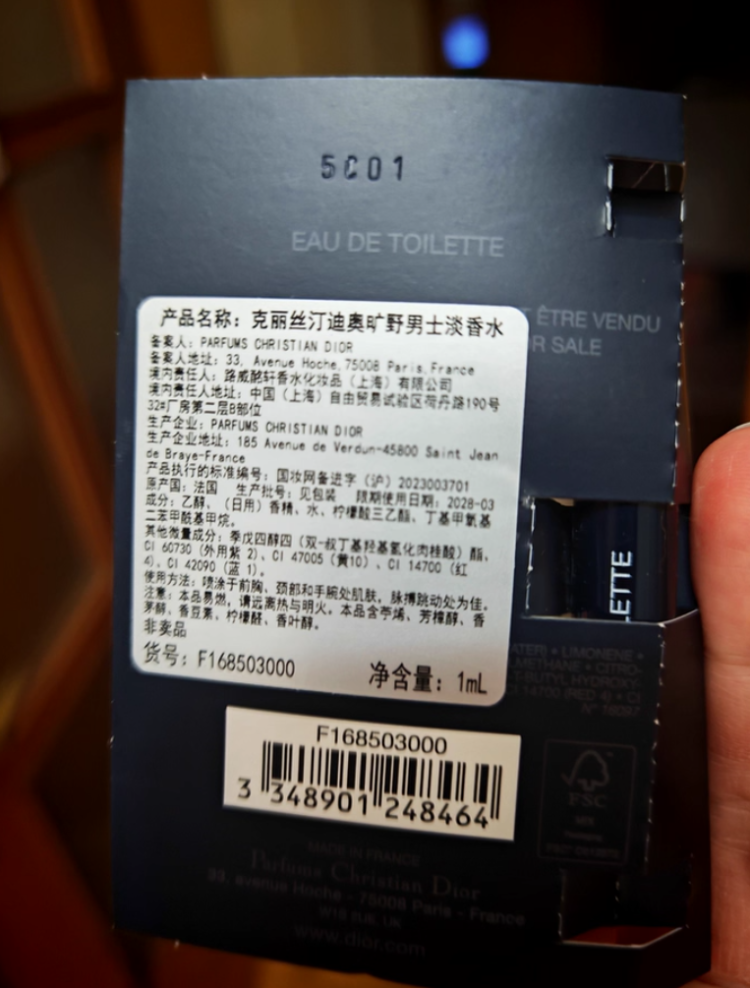 5C01
EAU DE TOILETTE
ÊTRE VENDU
R SALE
产品名称：克丽丝汀迪奥旷野男士淡香水
备案人：PARFUMS CHRISTIAN DIOR
备案人地址：33, Avenue Hoche,75008 Paris,France
境内责任人：路威酩轩香水化妆品（上海）有限公司
境内责任人地址：中国（上海）自由贸易试验区荷丹路190号
32#厂房第二层B部位
生产企业：PARFUMS CHRISTIAN DIOR
生产企业地址：185 Avenue de Verdun-45800 Saint Jean
de Braye-France
产品执行的标准编号：国妆网备进字（沪）2023003701
原产国：法国 生产批号：见包装 限期使用日期：2028-03
成分：乙醇、（日用）香精、水、柠檬酸三乙酯、丁基甲氧基
二苯甲酰基甲烷。
其他微量成分：季戊四醇四（双-叔丁基羟基氢化肉桂酸）酯、
CI 60730（外用紫 2）、CI 47005（黄10）、CI 14700（红
4）、CI 42090（蓝 1）。
使用方法：喷涂于前胸、颈部和手腕处肌肤，脉搏跳动处为佳。
注意：本品易燃，请远离热与明火。本品含苧烯、芳樟醇、香
茅醇、香豆素、柠檬醛、香叶醇。
非卖品
货号：F168503000 净含量：1mL
LETTE
ATER) • LIMONENE •
METHANE • CITRO-
T-BUTYL HYDROXY
14700 (RED 4) • CI
N° 16097
F168503000
3 348901 248464
FSC
MADE IN FRANCE
Parfums Christian Dior
33, avenue Hoche - 75008 Paris - France
W1S 1UK, UK
www.dior.com